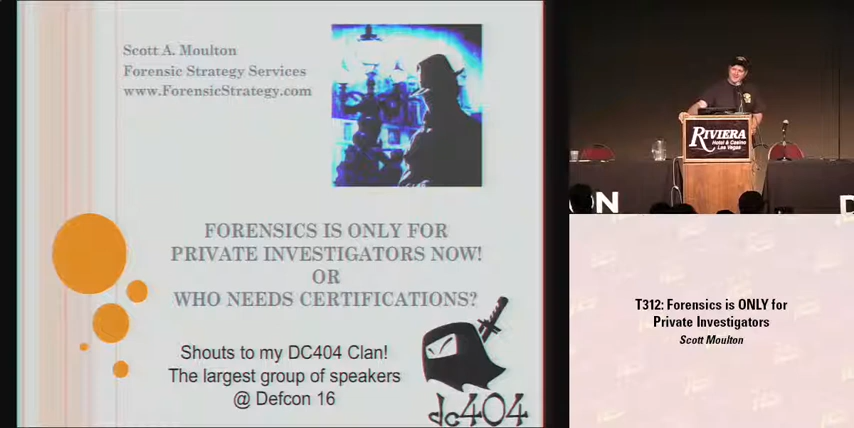 Scott A. Moulton
Forensic Strategy Services
www.ForensicStrategy.com
FORENSICS IS ONLY FOR
PRIVATE INVESTIGATORS NOW!
OR
WHO NEEDS CERTIFICATIONS?
Shouts to my DC404 Clan!
The largest group of speakers
@ Defcon 16
dc404
RIVIERA
Hotel & Casino
Las Vegas
ON
D
T312: Forensics is ONLY for
Private Investigators
Scott Moulton